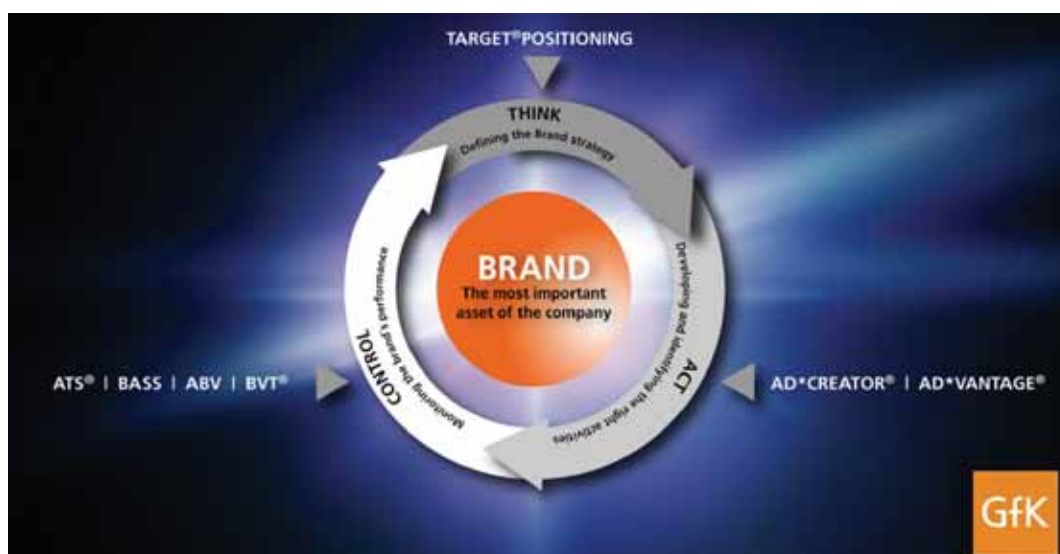 TARGET®POSITIONING
THINK
Defining the Brand strategy
BRAND
The most important
asset of the company
Developing and identifying the right activities
ACT
CONTROL
Monitoring the brand's performance
ATS® | BASS | ABV | BVT®
AD*CREATOR® | AD*VANTAGE®
GfK